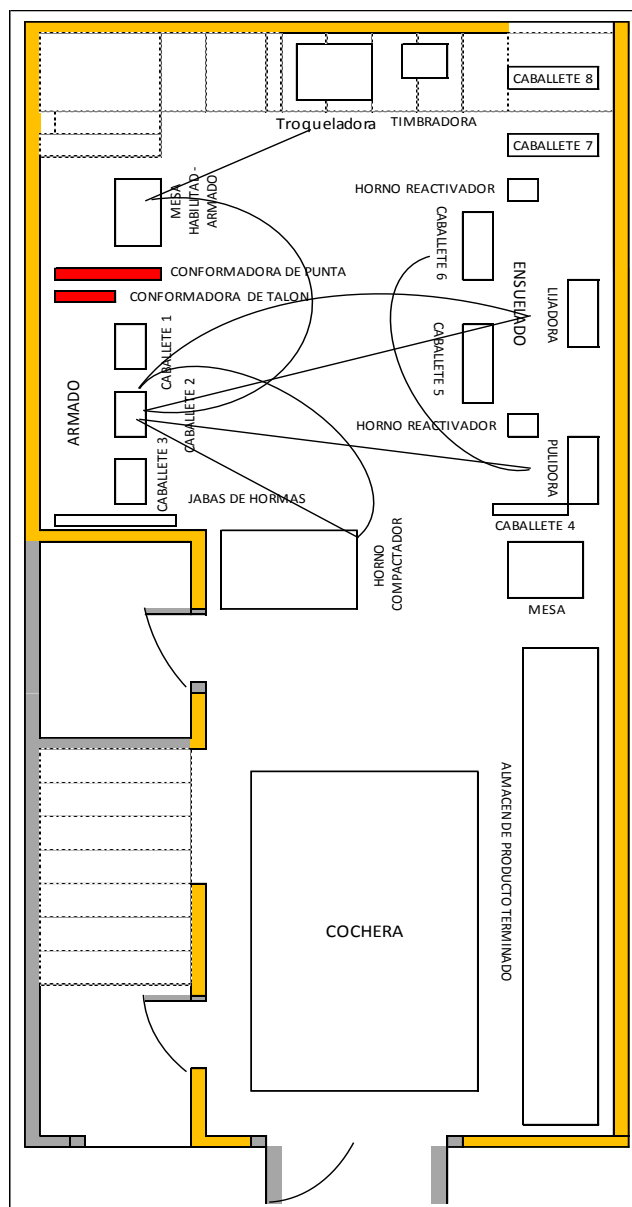 CABALLETE 8
Troqueladora
TIMBRADORA
CABALLETE 7
MESA
HABILITAD -
ARMADO
HORNO REACTIVADOR
CABALLETE 6
ENSUELADO
CONFORMADORA DE PUNTA
CONFORMADORA DE TALON
LIJADORA
CABALLETE 1
CABALLETE 5
ARMADO
CABALLETE 2
HORNO REACTIVADOR
CABALLETE 3
PULIDORA
JABAS DE HORMAS
CABALLETE 4
HORNO
COMPACTADOR
MESA
ALMACEN DE PRODUCTO TERMINADO
COCHERA